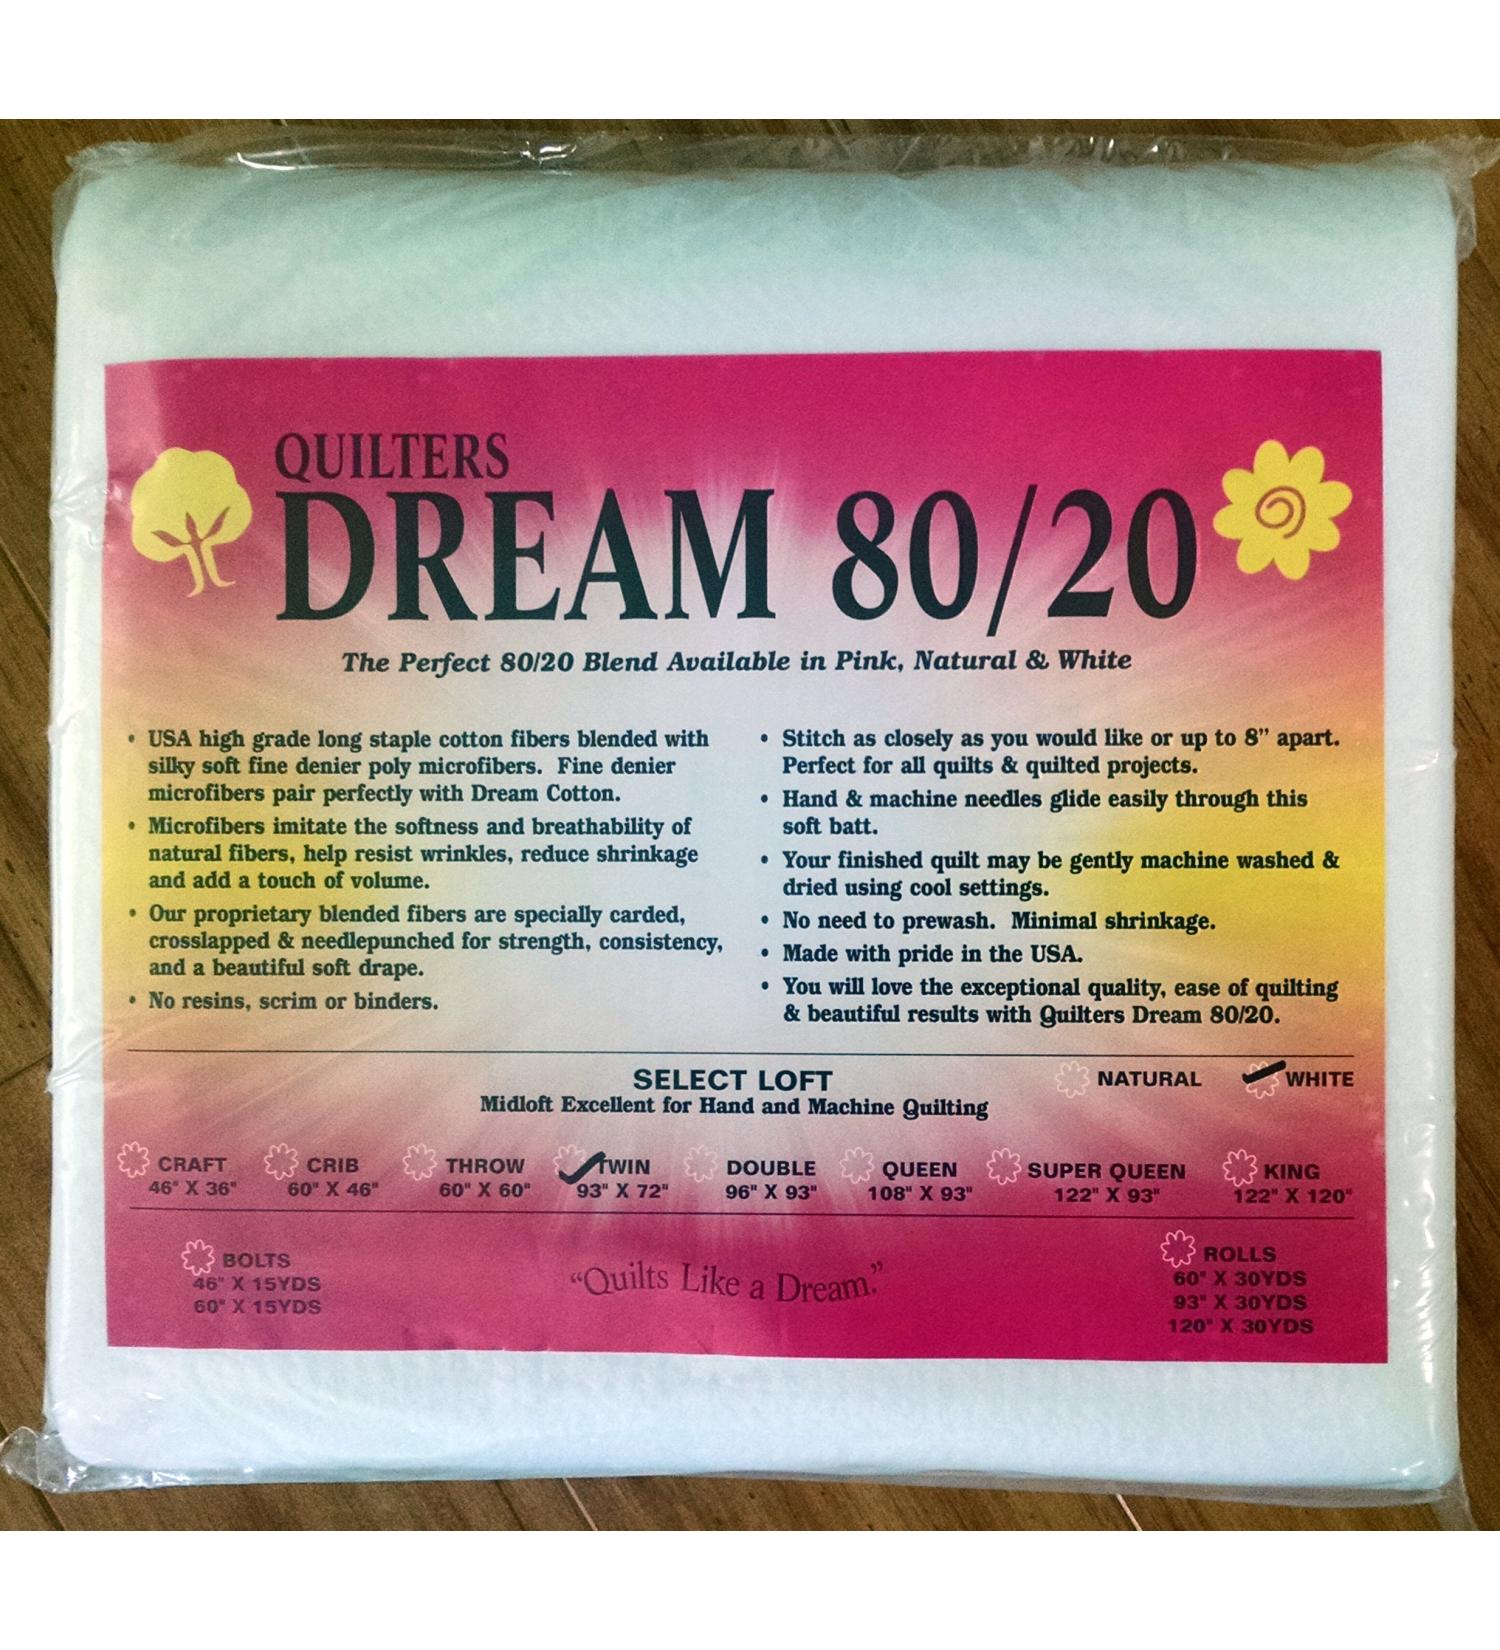 QUILTERS
DREAM 80/20
The Perfect 80/20 Blend Available in Pink, Natural & White
• USA high grade long staple cotton fibers blended with
silky soft fine denier poly microfibers. Fine denier
microfibers pair perfectly with Dream Cotton.
• Microfibers imitate the softness and breathability of
natural fibers, help resist wrinkles, reduce shrinkage
and add a touch of volume.
• Our proprietary blended fibers are specially carded,
crosslapped & needlepunched for strength, consistency,
and a beautiful soft drape.
• No resins, scrim or binders.
• Stitch as closely as you would like or up to 8” apart.
Perfect for all quilts & quilted projects.
• Hand & machine needles glide easily through this
soft batt.
• Your finished quilt may be gently machine washed &
dried using cool settings.
• No need to prewash. Minimal shrinkage.
• Made with pride in the USA.
• You will love the exceptional quality, ease of quilting
& beautiful results with Quilters Dream 80/20.
SELECT LOFT
Midloft Excellent for Hand and Machine Quilting
NATURAL WHITE
CRAFT CRIB THROW TWIN DOUBLE QUEEN SUPER QUEEN KING
46" X 36" 60" X 46" 60" X 60" 93" X 72" 96" X 93" 108" X 93" 122" X 93" 122" X 120"
BOLTS
46" X 15YDS
60" X 15YDS
“Quilts Like a Dream.”
ROLLS
60" X 30YDS
93" X 30YDS
120" X 30YDS